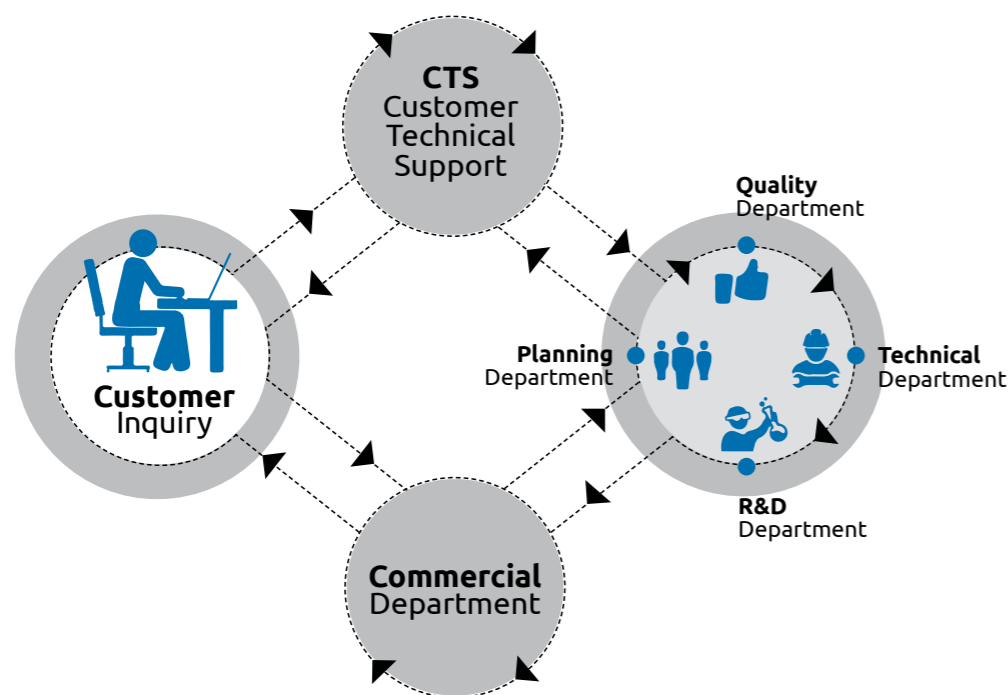 CTS
Customer
Technical
Support
Quality
Department
Planning
Department
Technical
Department
Customer
Inquiry
R&D
Department
Commercial
Department